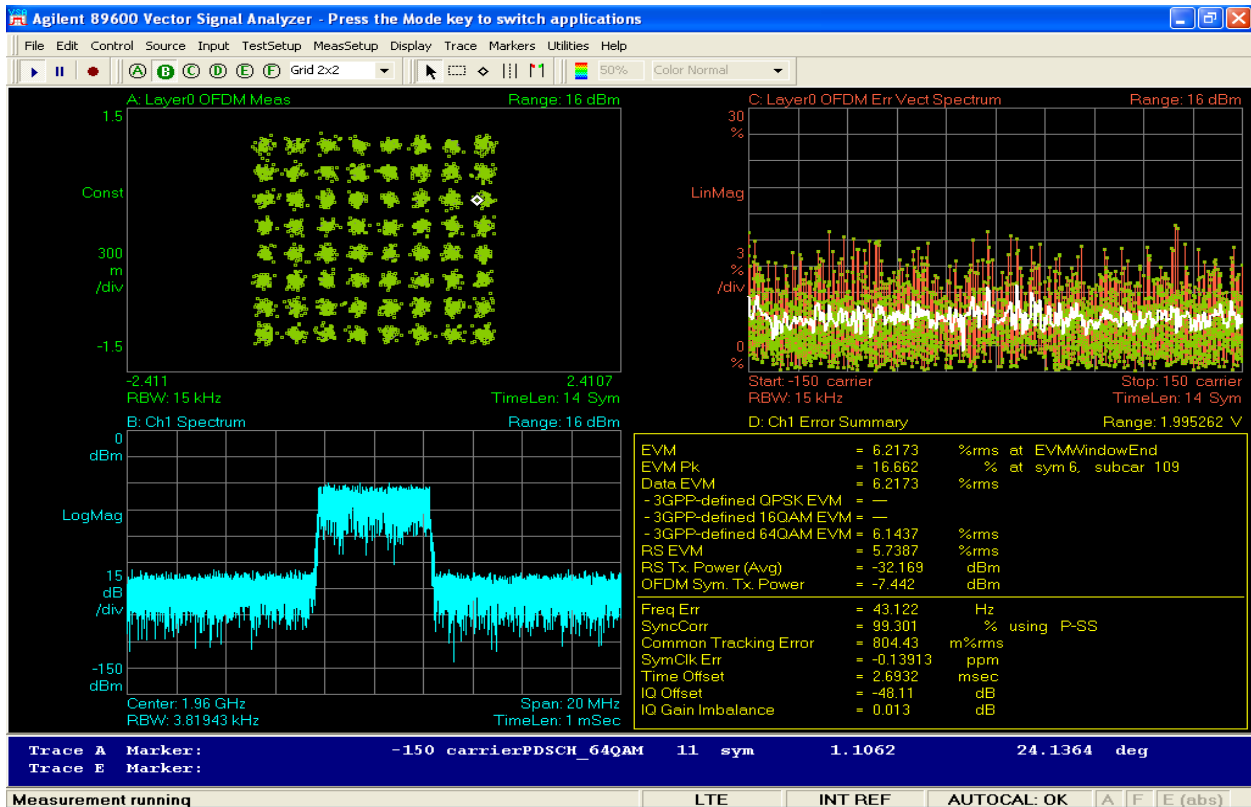 Agilent 89600 Vector Signal Analyzer - Press the Mode key to switch applications
File Edit Control Source Input TestSetup MeasSetup Display Trace Markers Utilities Help
A B C D E F Grid 2x2 50% Color Normal
A: Layer0 OFDM Meas Range: 16 dBm
1.5
Const
300
m
/div
-1.5
-2.411 2.4107
RBW: 15 kHz TimeLen: 14 Sym
C: Layer0 OFDM Err Vect Spectrum Range: 16 dBm
30
%
LinMag
3
%
/div
0
%
Start: -150 carrier Stop: 150 carrier
RBW: 15 kHz TimeLen: 14 Sym
B: Ch1 Spectrum Range: 16 dBm
0
dBm
LogMag
15
dB
/div
-150
dBm
Center: 1.96 GHz Span: 20 MHz
RBW: 3.81943 kHz TimeLen: 1 mSec
D: Ch1 Error Summary Range: 1.995262 V
EVM = 6.2173 %rms at EVMWindowEnd
EVM Pk = 16.662 % at sym 6, subcar 109
Data EVM = 6.2173 %rms
- 3GPP-defined QPSK EVM = —
- 3GPP-defined 16QAM EVM = —
- 3GPP-defined 64QAM EVM = 6.1437 %rms
RS EVM = 5.7387 %rms
RS Tx. Power (Avg) = -32.169 dBm
OFDM Sym. Tx. Power = -7.442 dBm
Freq Err = 43.122 Hz
SyncCorr = 99.301 % using P-SS
Common Tracking Error = 804.43 m%rms
SymClk Err = -0.13913 ppm
Time Offset = 2.6932 msec
IQ Offset = -48.11 dB
IQ Gain Imbalance = 0.013 dB
Trace A Marker: -150 carrierPDSCH_64QAM 11 sym 1.1062 24.1364 deg
Trace E Marker:
Measurement running LTE INT REF AUTOCAL: OK A F E (abs)